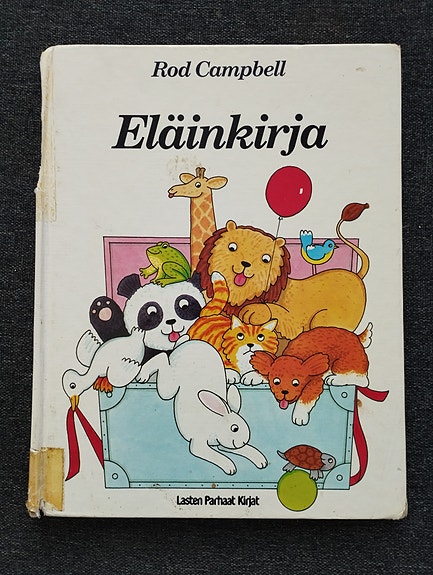 Rod Campbell
Eläinkirja
Lasten Parhaat Kirjat